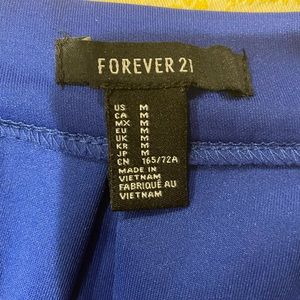 FOREVER 21
US M
CA M
MX M
EU M
UK M
KR M
JP M
CN 165/72A
MADE IN
VIETNAM
FABRIQUÉ AU
VIETNAM